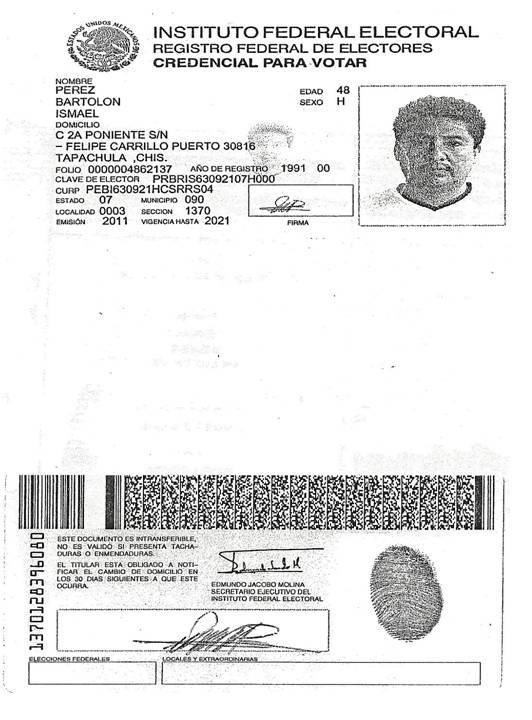 ESTADOS UNIDOS MEXICANOS
INSTITUTO FEDERAL ELECTORAL
REGISTRO FEDERAL DE ELECTORES
CREDENCIAL PARA VOTAR
NOMBRE
PEREZ
BARTOLON
ISMAEL
EDAD 48
SEXO H
DOMICILIO
C 2A PONIENTE S/N
– FELIPE CARRILLO PUERTO 30816
TAPACHULA ,CHIS.
FOLIO 0000004862137 AÑO DE REGISTRO 1991 00
CLAVE DE ELECTOR PRBRIS63092107H000
CURP PEBI630921HCSRRS04
ESTADO 07 MUNICIPIO 090
LOCALIDAD 0003 SECCION 1370
EMISIÓN 2011 VIGENCIA HASTA 2021
FIRMA
ESTE DOCUMENTO ES INTRANSFERIBLE,
NO ES VALIDO SI PRESENTA TACHA-
DURAS O ENMENDADURAS.
EL TITULAR ESTA OBLIGADO A NOTI-
FICAR EL CAMBIO DE DOMICILIO EN
LOS 30 DIAS SIGUIENTES A QUE ESTE
OCURRA.
EDMUNDO JACOBO MOLINA
SECRETARIO EJECUTIVO DEL
INSTITUTO FEDERAL ELECTORAL
ELECCIONES FEDERALES
LOCALES Y EXTRAORDINARIAS